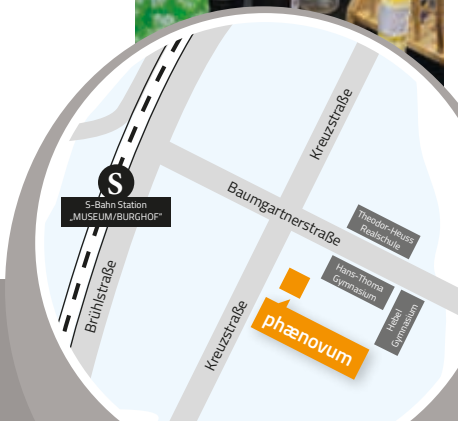 S
S-Bahn Station
„MUSEUM/BURGHOF“
Kreuzstraße
Baumgartnerstraße
Theodor-Heuss
Realschule
Hans-Thoma
Gymnasium
Hebel
Gymnasium
Brühlstraße
Kreuzstraße
phænovum